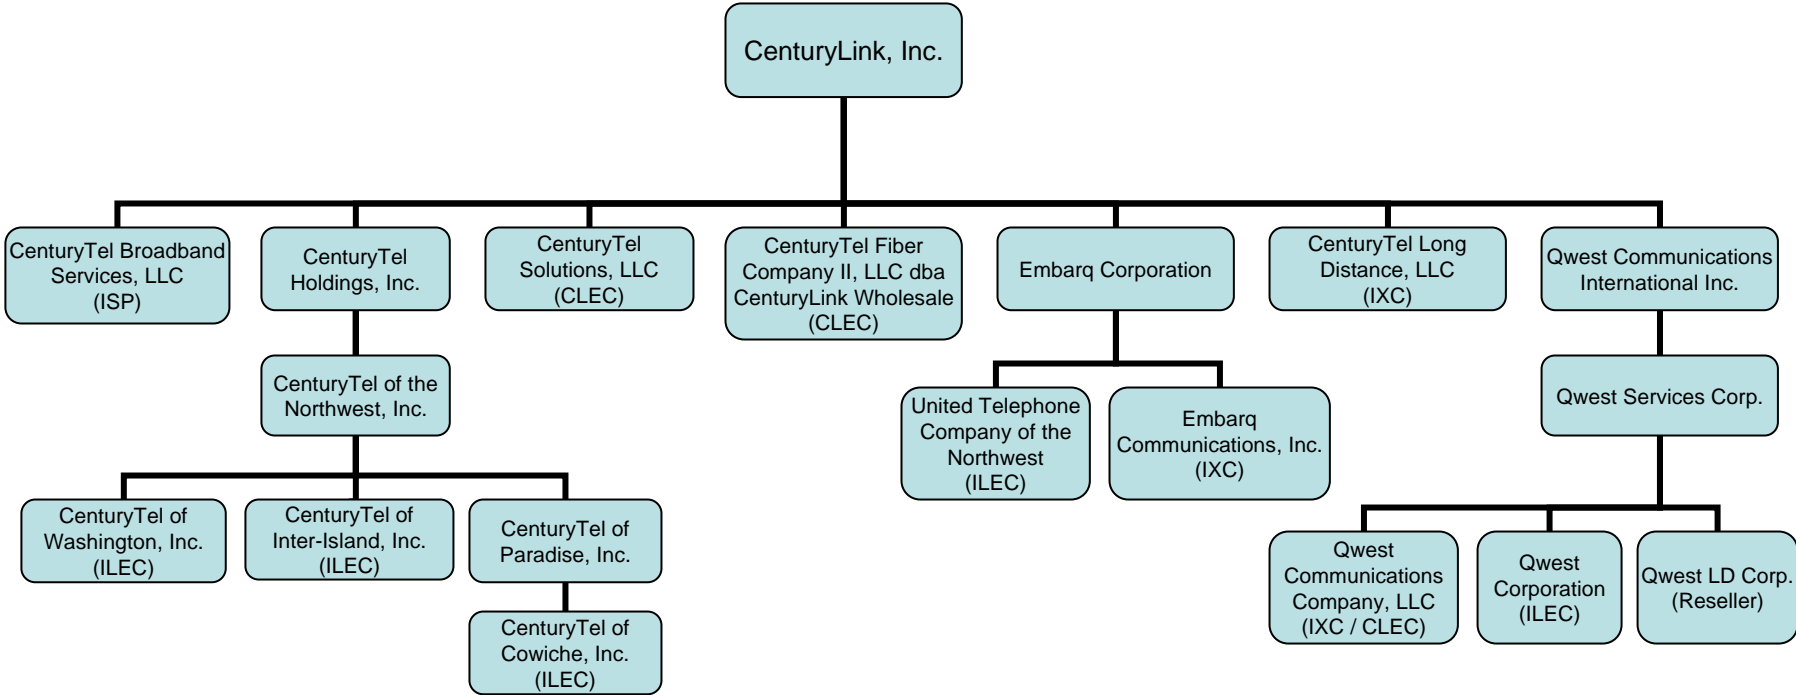 CenturyLink, Inc.
CenturyTel Broadband
Services, LLC
(ISP)
CenturyTel
Holdings, Inc.
CenturyTel
Solutions, LLC
(CLEC)
CenturyTel Fiber
Company II, LLC dba
CenturyLink Wholesale
(CLEC)
Embarq Corporation
CenturyTel Long
Distance, LLC
(IXC)
Qwest Communications
International Inc.
CenturyTel of the
Northwest, Inc.
United Telephone
Company of the
Northwest
(ILEC)
Embarq
Communications, Inc.
(IXC)
Qwest Services Corp.
CenturyTel of
Washington, Inc.
(ILEC)
CenturyTel of
Inter-Island, Inc.
(ILEC)
CenturyTel of
Paradise, Inc.
Qwest
Communications
Company, LLC
(IXC / CLEC)
Qwest
Corporation
(ILEC)
Qwest LD Corp.
(Reseller)
CenturyTel of
Cowiche, Inc.
(ILEC)